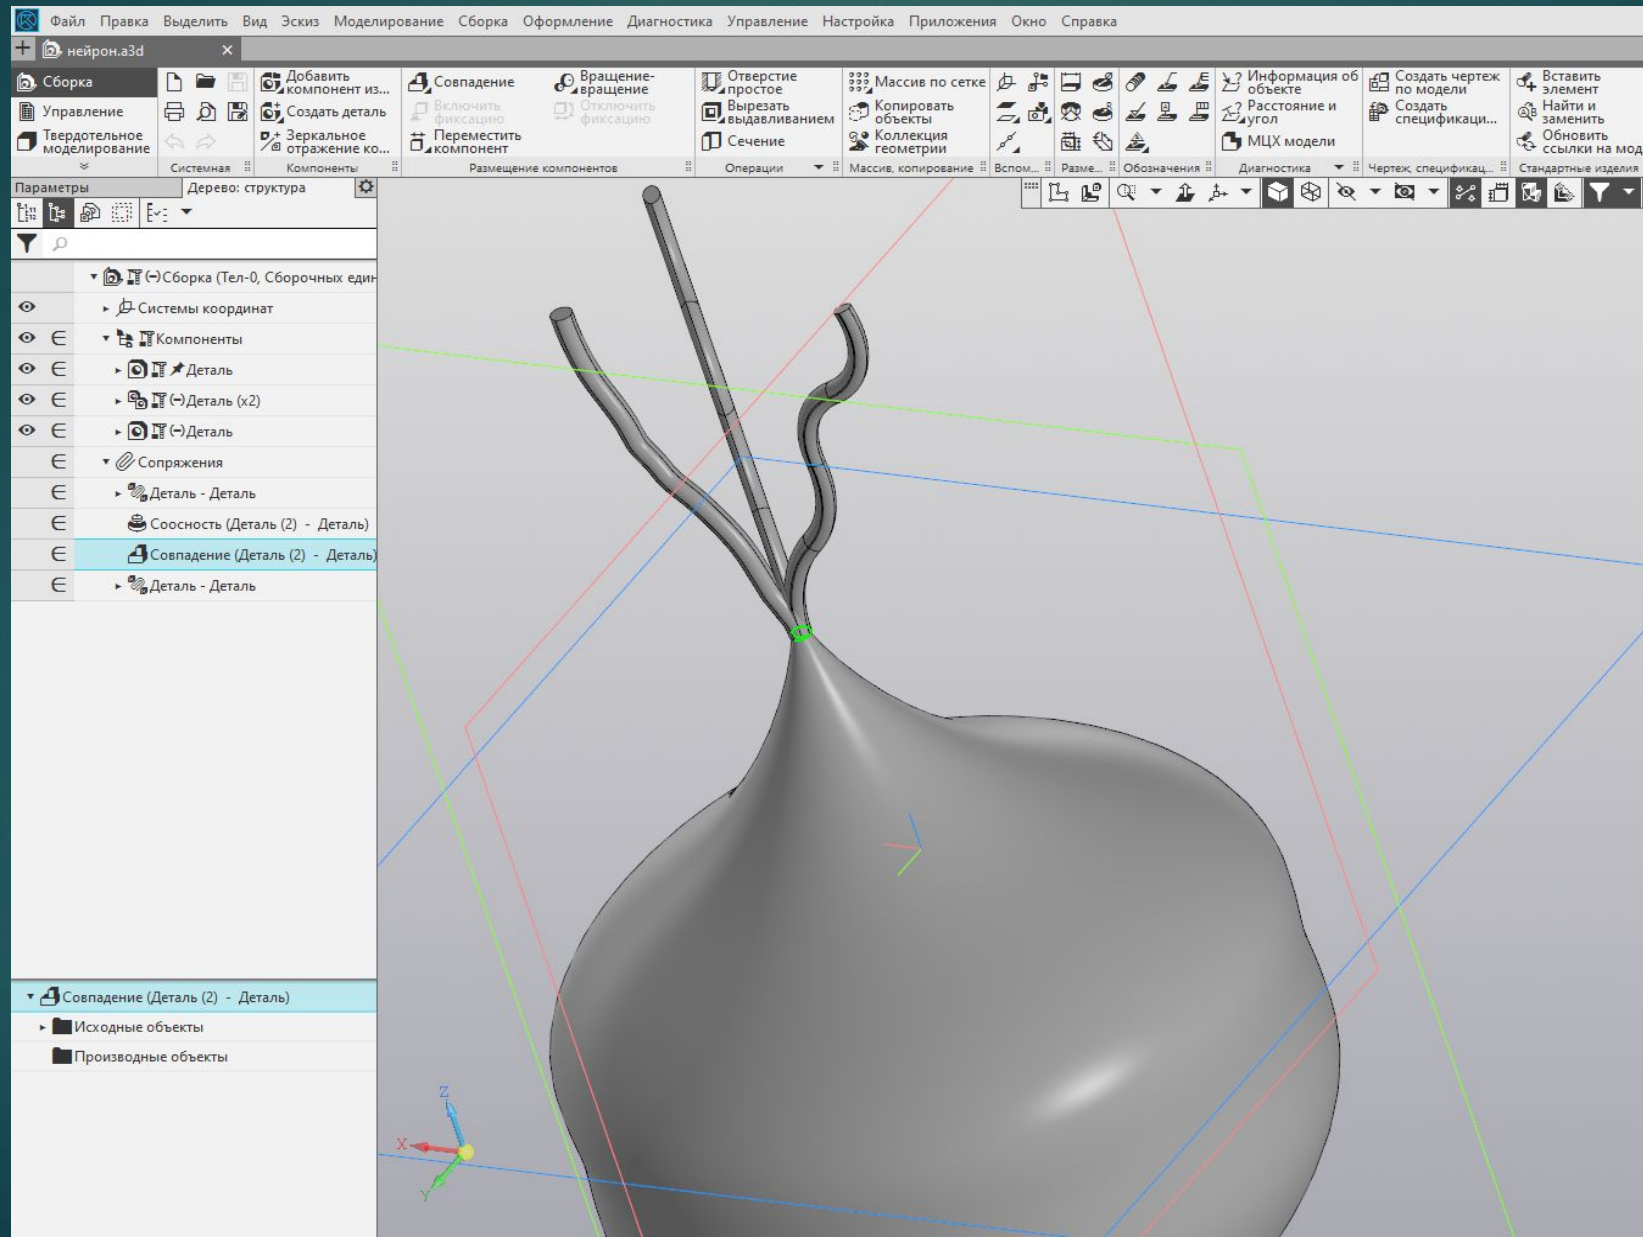 Файл Правка Выделить Вид Эскиз Моделирование Сборка Оформление Диагностика Управление Настройка Приложения Окно Справка
нейрон.a3d
Сборка
Управление
Твердотельное
моделирование
Системная
Добавить
компонент из...
Создать деталь
Зеркальное
отражение ко...
Компоненты
Совпадение
Включить
фиксацию
Переместить
компонент
Вращение-
вращение
Отключить
фиксацию
Размещение компонентов
Отверстие
простое
Вырезать
выдавливанием
Сечение
Операции
Массив по сетке
Копировать
объекты
Коллекция
геометрии
Массив, копирование
Вспом...
Разме...
Обозначения
Информация об
объекте
Расстояние и
угол
МЦХ модели
Диагностика
Создать чертеж
по модели
Создать
спецификаци...
Чертеж, спецификац...
Вставить
элемент
Найти и
заменить
Обновить
ссылки на мод
Стандартные изделия
Параметры
Дерево: структура
(-)Сборка (Тел-0, Сборочных един
Системы координат
Компоненты
Деталь
(-)Деталь (x2)
(-)Деталь
Сопряжения
Деталь - Деталь
Соосность (Деталь (2) - Деталь)
Совпадение (Деталь (2) - Деталь)
Деталь - Деталь
Совпадение (Деталь (2) - Деталь)
Исходные объекты
Производные объекты
Z
X
Y